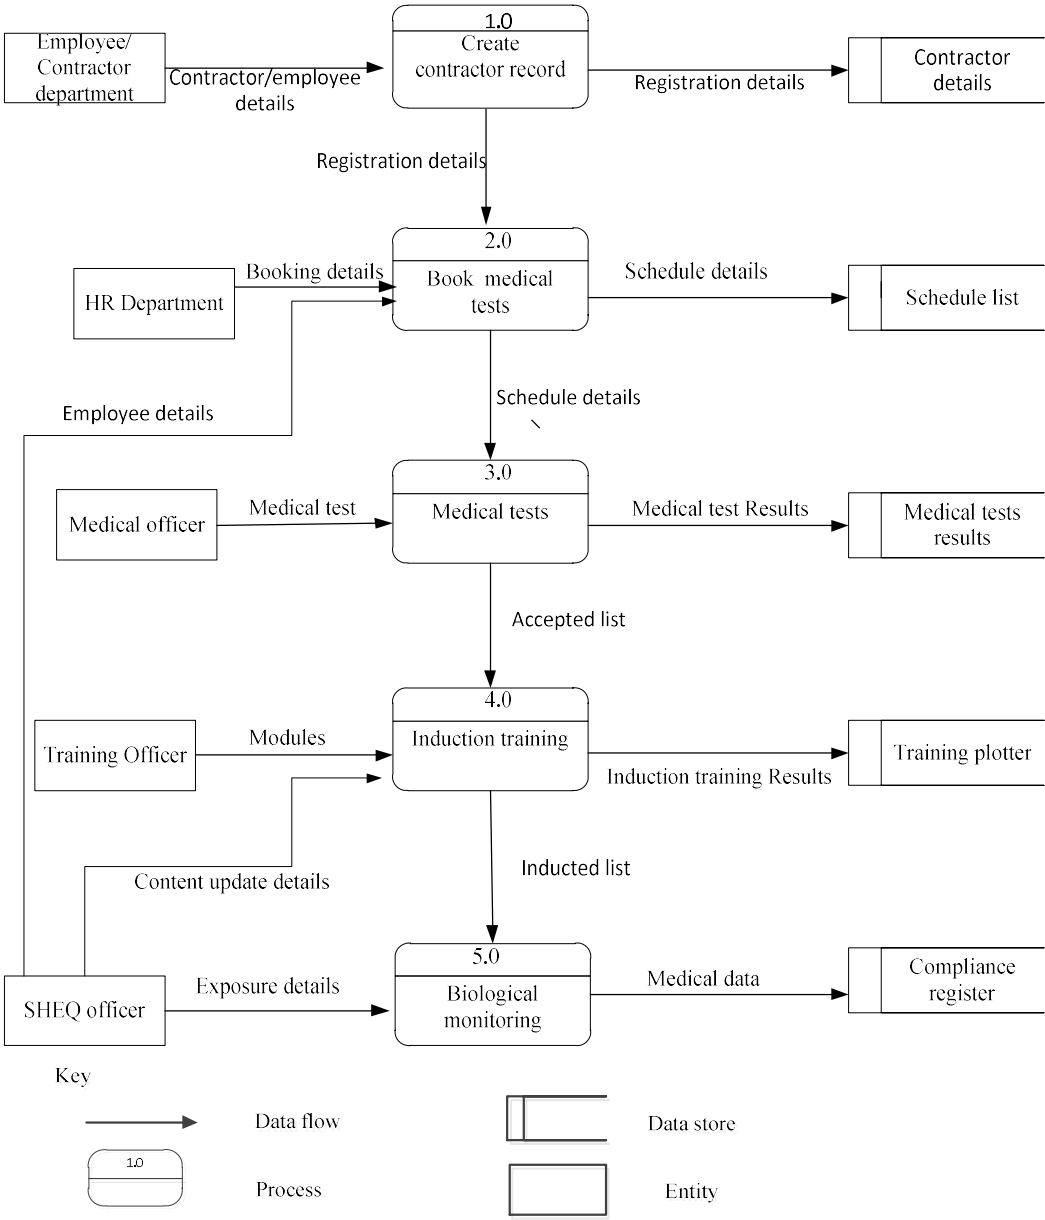 1.0
Employee/
Contractor
department
Contractor/employee
details
Create
contractor record
Registration details
Contractor
details
Registration details
2.0
HR Department
Booking details
Book medical
tests
Schedule details
Schedule list
Employee details
Schedule details
3.0
Medical officer
Medical test
Medical tests
Medical test Results
Medical tests
results
Accepted list
4.0
Training Officer
Modules
Induction training
Induction training Results
Training plotter
Content update details
Inducted list
5.0
SHEQ officer
Exposure details
Biological
monitoring
Medical data
Compliance
register
Key
Data flow
Data store
1.0
Process
Entity